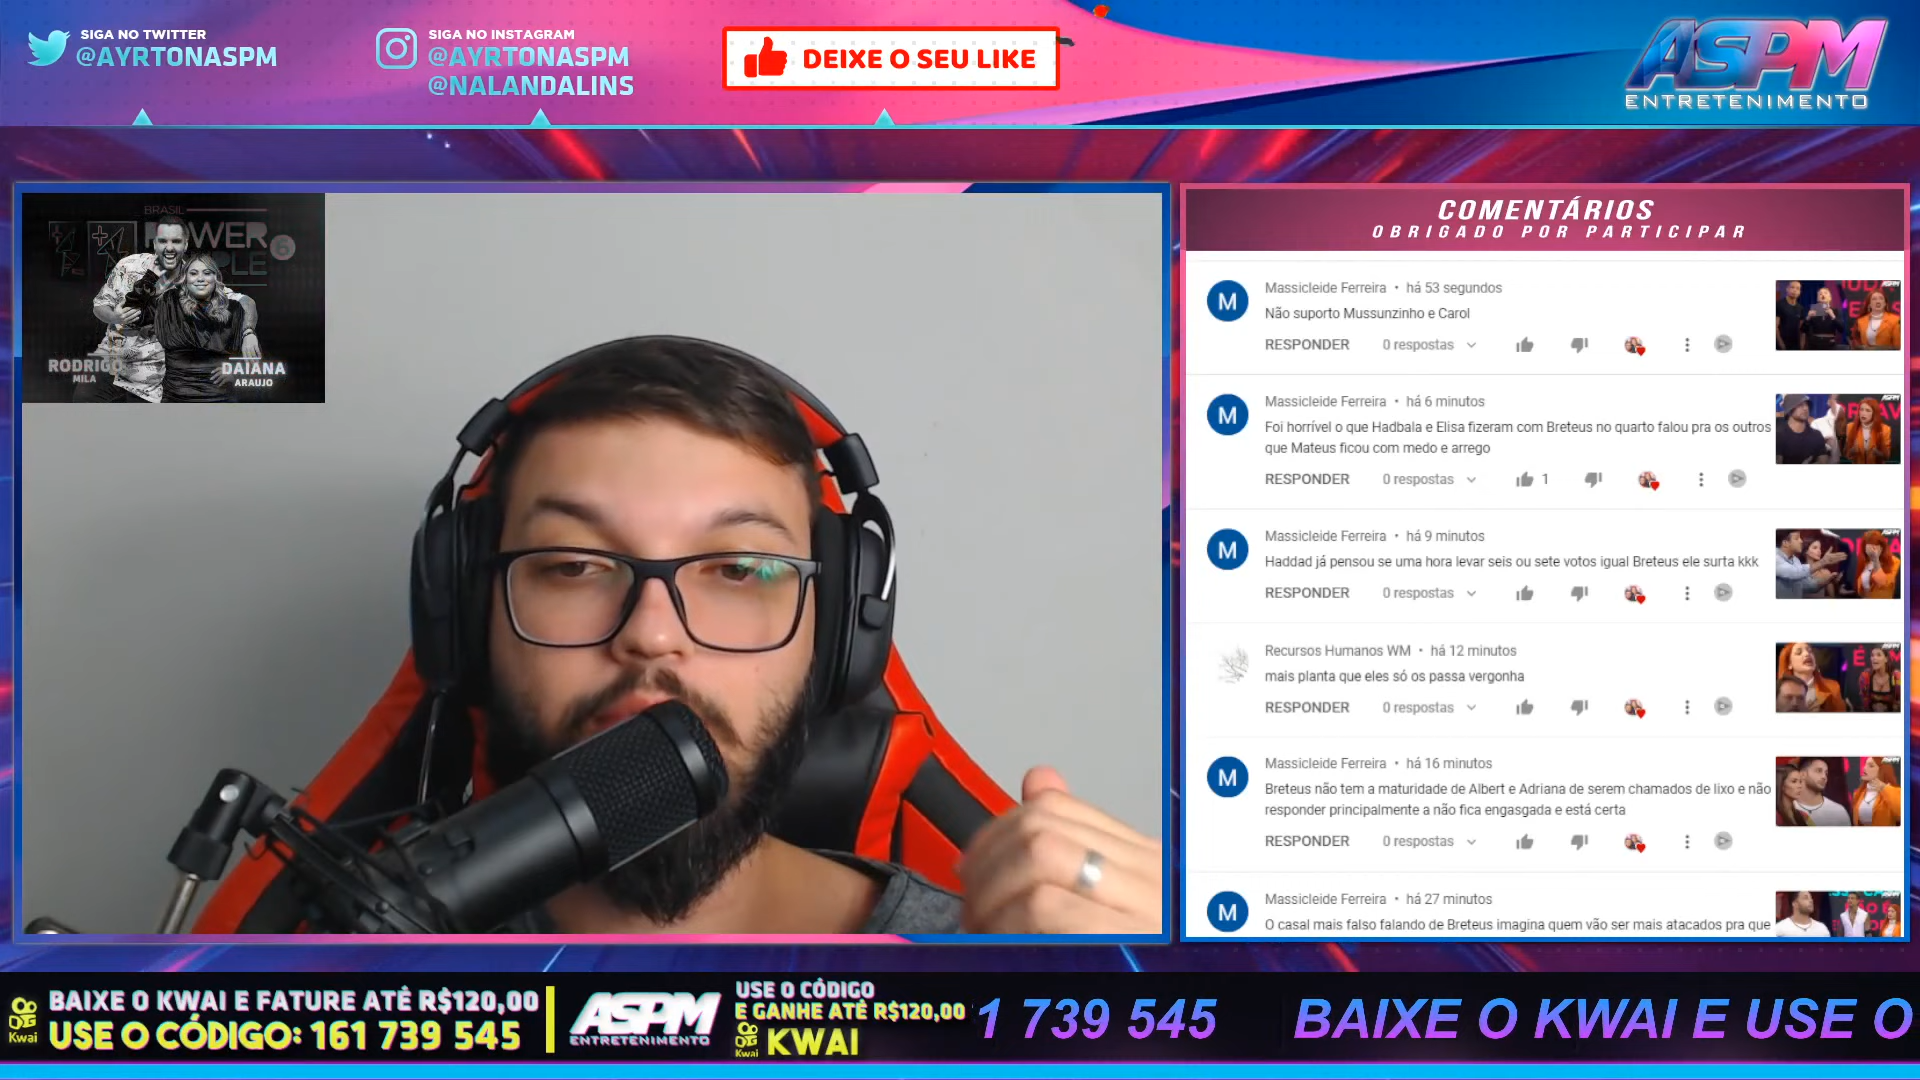 SIGA NO TWITTER
@AYRTONASPM
SIGA NO INSTAGRAM
@AYRTONASPM
@NALANDALINS
DEIXE O SEU LIKE
ASPM
ENTRETENIMENTO
BRASIL
POWER
6
RODRIGO
MILA
DAIANA
ARAUJO
COMENTÁRIOS
OBRIGADO POR PARTICIPAR
M
Massicleide Ferreira • há 53 segundos
Não suporto Mussunzinho e Carol
RESPONDER 0 respostas
M
Massicleide Ferreira • há 6 minutos
Foi horrível o que Hadbala e Elisa fizeram com Breteus no quarto falou pra os outros
que Mateus ficou com medo e arrego
RESPONDER 0 respostas 1
M
Massicleide Ferreira • há 9 minutos
Haddad já pensou se uma hora levar seis ou sete votos igual Breteus ele surta kkk
RESPONDER 0 respostas
Recursos Humanos WM • há 12 minutos
mais planta que eles só os passa vergonha
RESPONDER 0 respostas
M
Massicleide Ferreira • há 16 minutos
Breteus não tem a maturidade de Albert e Adriana de serem chamados de lixo e não
responder principalmente a não fica engasgada e está certa
RESPONDER 0 respostas
M
Massicleide Ferreira • há 27 minutos
O casal mais falso falando de Breteus imagina quem vão ser mais atacados pra que
Kwai
BAIXE O KWAI E FATURE ATÉ R$120,00
USE O CÓDIGO: 161 739 545
ASPM
ENTRETENIMENTO
USE O CÓDIGO
E GANHE ATÉ R$120,00
Kwai
KWAI
1 739 545 BAIXE O KWAI E USE O